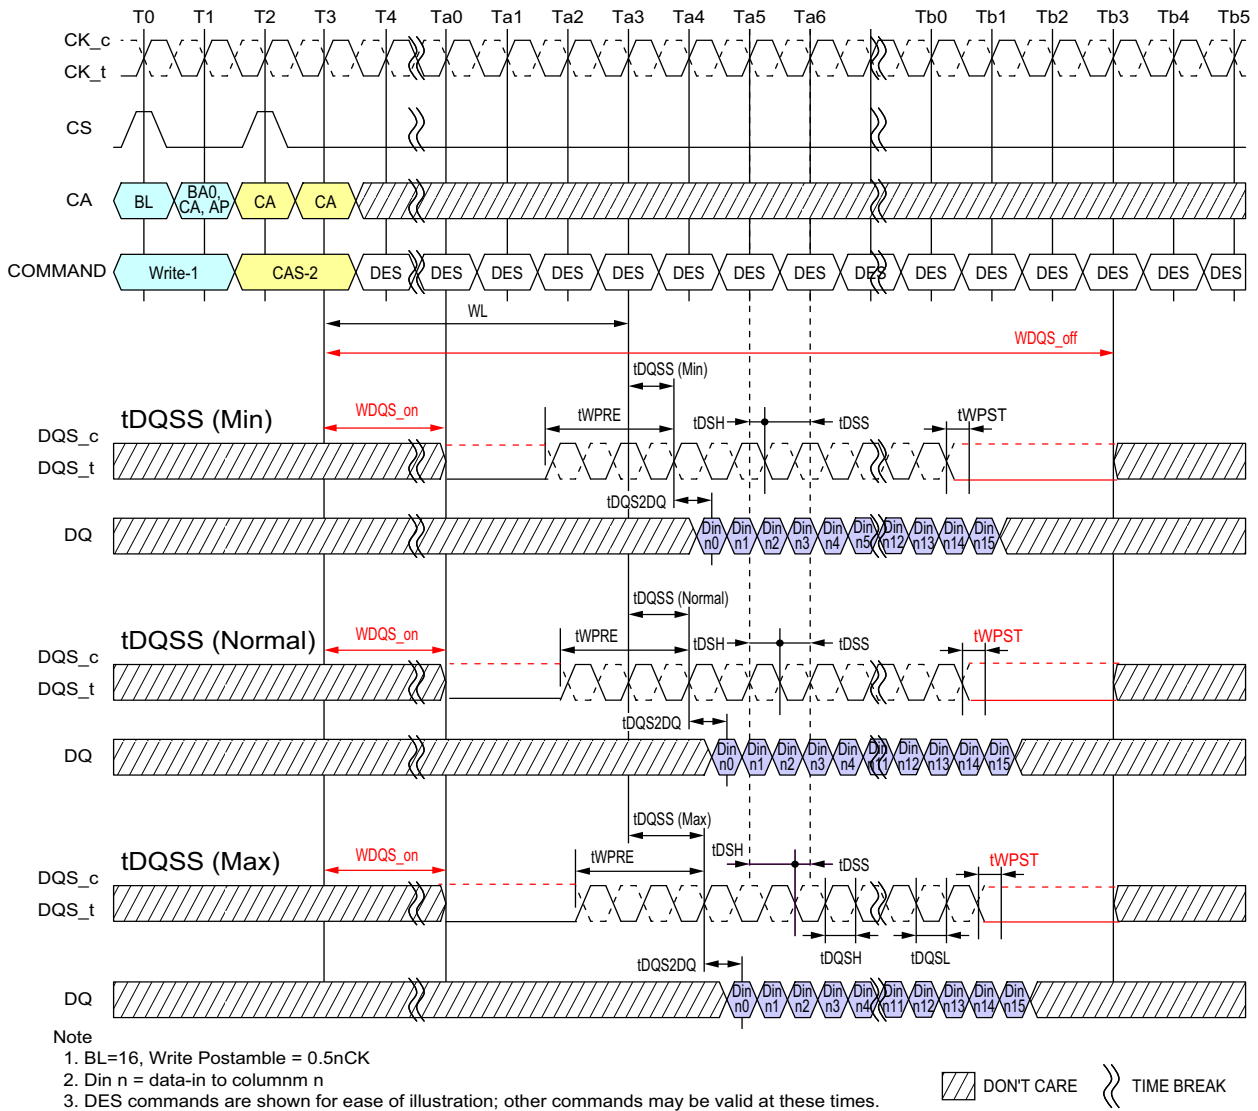 T0 T1 T2 T3 T4 Ta0 Ta1 Ta2 Ta3 Ta4 Ta5 Ta6 Tb0 Tb1 Tb2 Tb3 Tb4 Tb5
CK_c
CK_t
CS
CA BL BA0, CA, AP CA CA
COMMAND Write-1 CAS-2 DES DES DES DES DES DES DES DES DES DES DES DES DES DES DES
WL
WDQS_off
tDQSS (Min)
tDQSS (Min) WDQS_on tWPRE tDSH tDSS tWPST
DQS_c
DQS_t
tDQS2DQ
DQ Din n0 Din n1 Din n2 Din n3 Din n4 Din n5 Din n12 Din n13 Din n14 Din n15
tDQSS (Normal)
tDQSS (Normal) WDQS_on tWPRE tDSH tDSS tWPST
DQS_c
DQS_t
tDQS2DQ
DQ Din n0 Din n1 Din n2 Din n3 Din n4 Din n11 Din n12 Din n13 Din n14 Din n15
tDQSS (Max)
tDQSS (Max) WDQS_on tWPRE tDSH tDSS tWPST
DQS_c
DQS_t
tDQSH tDQSL
tDQS2DQ
DQ Din n0 Din n1 Din n2 Din n3 Din n4 Din n11 Din n12 Din n13 Din n14 Din n15
Note
1. BL=16, Write Postamble = 0.5nCK
2. Din n = data-in to columnm n
3. DES commands are shown for ease of illustration; other commands may be valid at these times.
DON'T CARE TIME BREAK